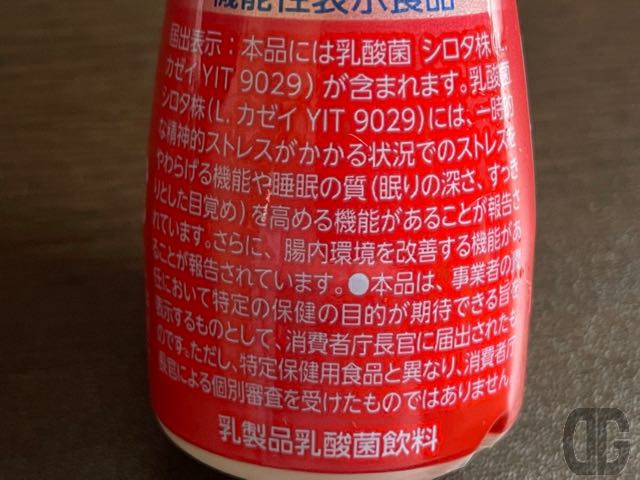 機能性表示食品
届出表示：本品には乳酸菌 シロタ株(L.
カゼイ YIT 9029) が含まれます。乳酸菌
シロタ株(L. カゼイ YIT 9029)には、一時的
な精神的ストレスがかかる状況でのストレスを
やわらげる機能や睡眠の質(眠りの深さ、すっき
りとした目覚め)を高める機能があることが報告さ
れています。さらに、腸内環境を改善する機能があ
ることが報告されています。●本品は、事業者の責
任において特定の保健の目的が期待できる旨を
表示するものとして、消費者庁長官に届出されたも
のです。ただし、特定保健用食品と異なり、消費者庁
長官による個別審査を受けたものではありません。
乳製品乳酸菌飲料
DG